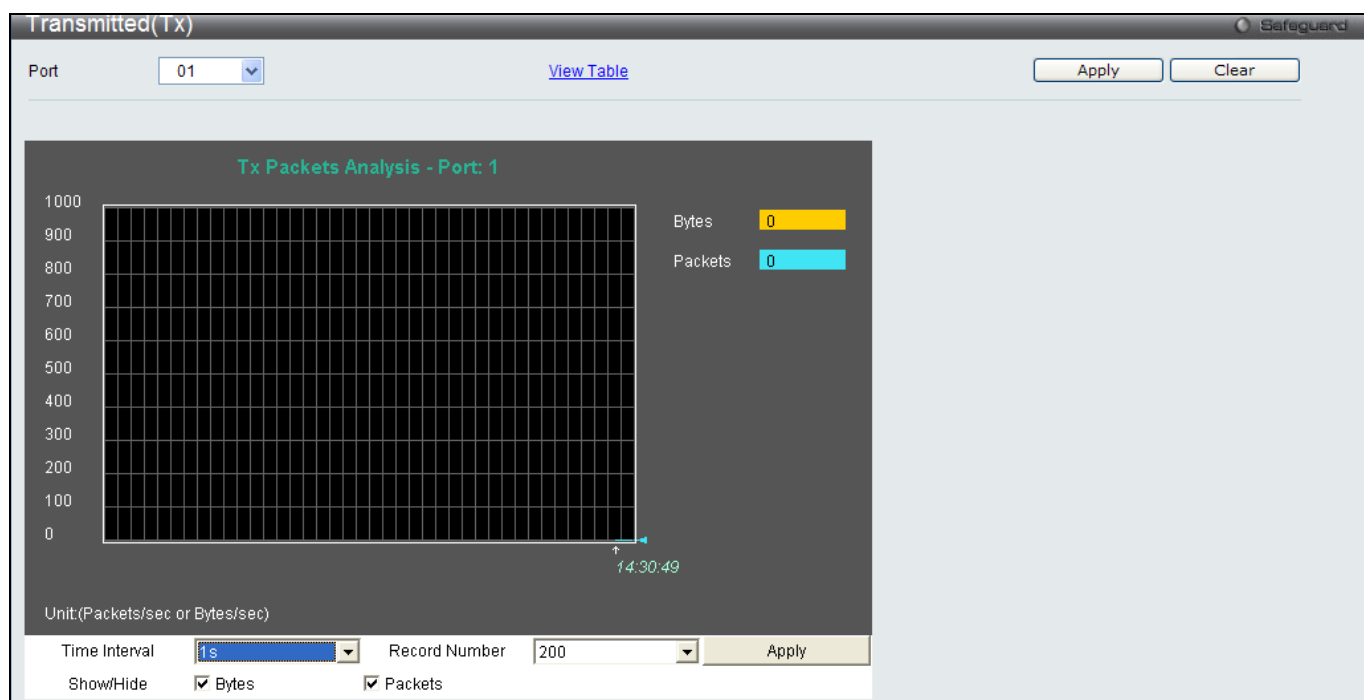 Transmitted(Tx)
Safeguard
Port 01 View Table Apply Clear
Tx Packets Analysis - Port: 1
1000
900
800
700
600
500
400
300
200
100
0
Bytes 0
Packets 0
14:30:49
Unit:(Packets/sec or Bytes/sec)
Time Interval 1s Record Number 200 Apply
Show/Hide Bytes Packets